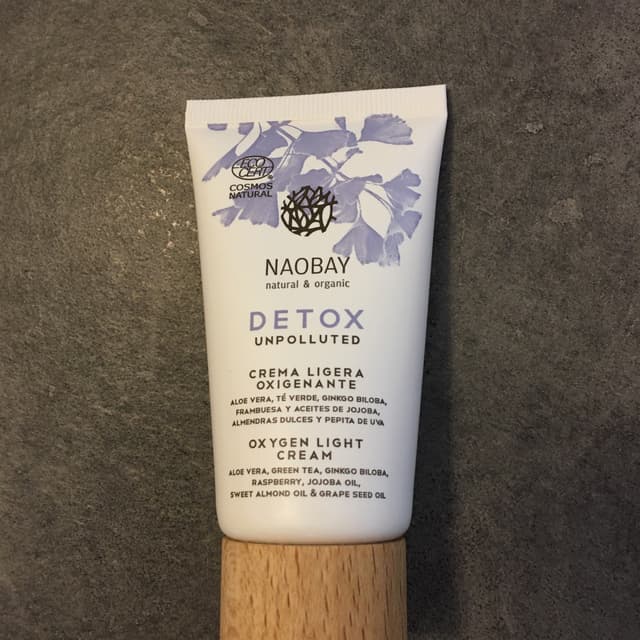 ECO
CERT
COSMOS
NATURAL
NAOBAY
natural & organic
DETOX
UNPOLLUTED
CREMA LIGERA
OXIGENANTE
ALOE VERA, TÉ VERDE, GINKGO BILOBA,
FRAMBUESA Y ACEITES DE JOJOBA,
ALMENDRAS DULCES Y PEPITA DE UVA
OXYGEN LIGHT
CREAM
ALOE VERA, GREEN TEA, GINKGO BILOBA,
RASPBERRY, JOJOBA OIL,
SWEET ALMOND OIL & GRAPE SEED OIL